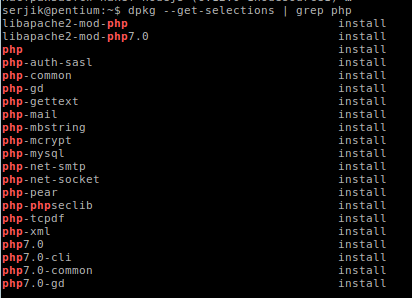 serjik@pentium:~$ dpkg --get-selections | grep php
libapache2-mod-php install
libapache2-mod-php7.0 install
php install
php-auth-sasl install
php-common install
php-gd install
php-gettext install
php-mail install
php-mbstring install
php-mcrypt install
php-mysql install
php-net-smtp install
php-net-socket install
php-pear install
php-phpseclib install
php-tcpdf install
php-xml install
php7.0 install
php7.0-cli install
php7.0-common install
php7.0-gd install